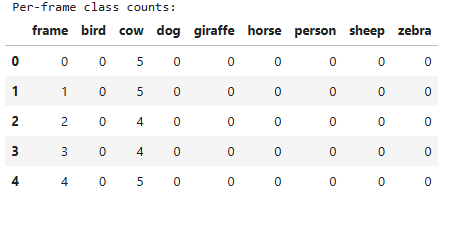 Per-frame class counts:
frame bird cow dog giraffe horse person sheep zebra
0 0 0 5 0 0 0 0 0 0
1 1 0 5 0 0 0 0 0 0
2 2 0 4 0 0 0 0 0 0
3 3 0 4 0 0 0 0 0 0
4 4 0 5 0 0 0 0 0 0